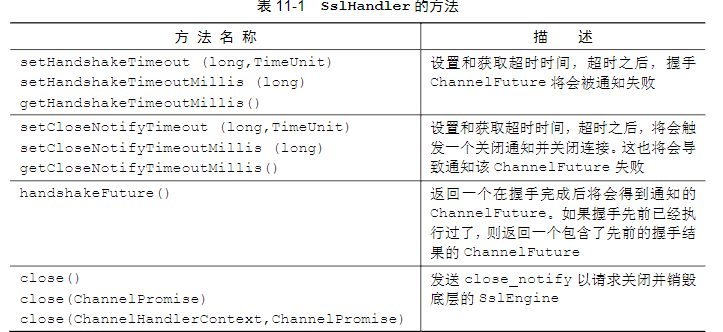 表 11-1 SslHandler 的方法
方 法 名 称 描 述
setHandshakeTimeout (long,TimeUnit)
setHandshakeTimeoutMillis (long)
getHandshakeTimeoutMillis()
设置和获取超时时间，超时之后，握手
ChannelFuture 将会被通知失败
setCloseNotifyTimeout (long,TimeUnit)
setCloseNotifyTimeoutMillis (long)
getCloseNotifyTimeoutMillis()
设置和获取超时时间，超时之后，将会触
发一个关闭通知并关闭连接。这也将会导
致通知该 ChannelFuture 失败
handshakeFuture()
返回一个在握手完成后将会得到通知的
ChannelFuture。如果握手先前已经执
行过了，则返回一个包含了先前的握手结
果的 ChannelFuture
close()
close(ChannelPromise)
close(ChannelHandlerContext,ChannelPromise)
发送 close_notify 以请求关闭并销毁
底层的 SslEngine